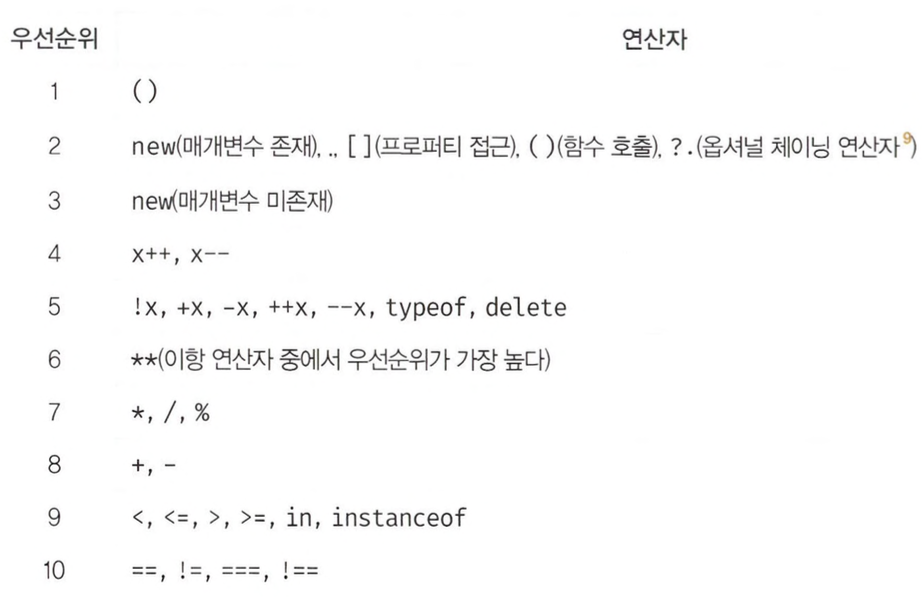 우선순위 연산자
1 ( )
2 new(매개변수 존재), ., [ ](프로퍼티 접근), ( )(함수 호출), ?.(옵셔널 체이닝 연산자9)
3 new(매개변수 미존재)
4 x++, x--
5 !x, +x, -x, ++x, --x, typeof, delete
6 **(이항 연산자 중에서 우선순위가 가장 높다)
7 *, /, %
8 +, -
9 <, <=, >, >=, in, instanceof
10 ==, !=, ===, !==